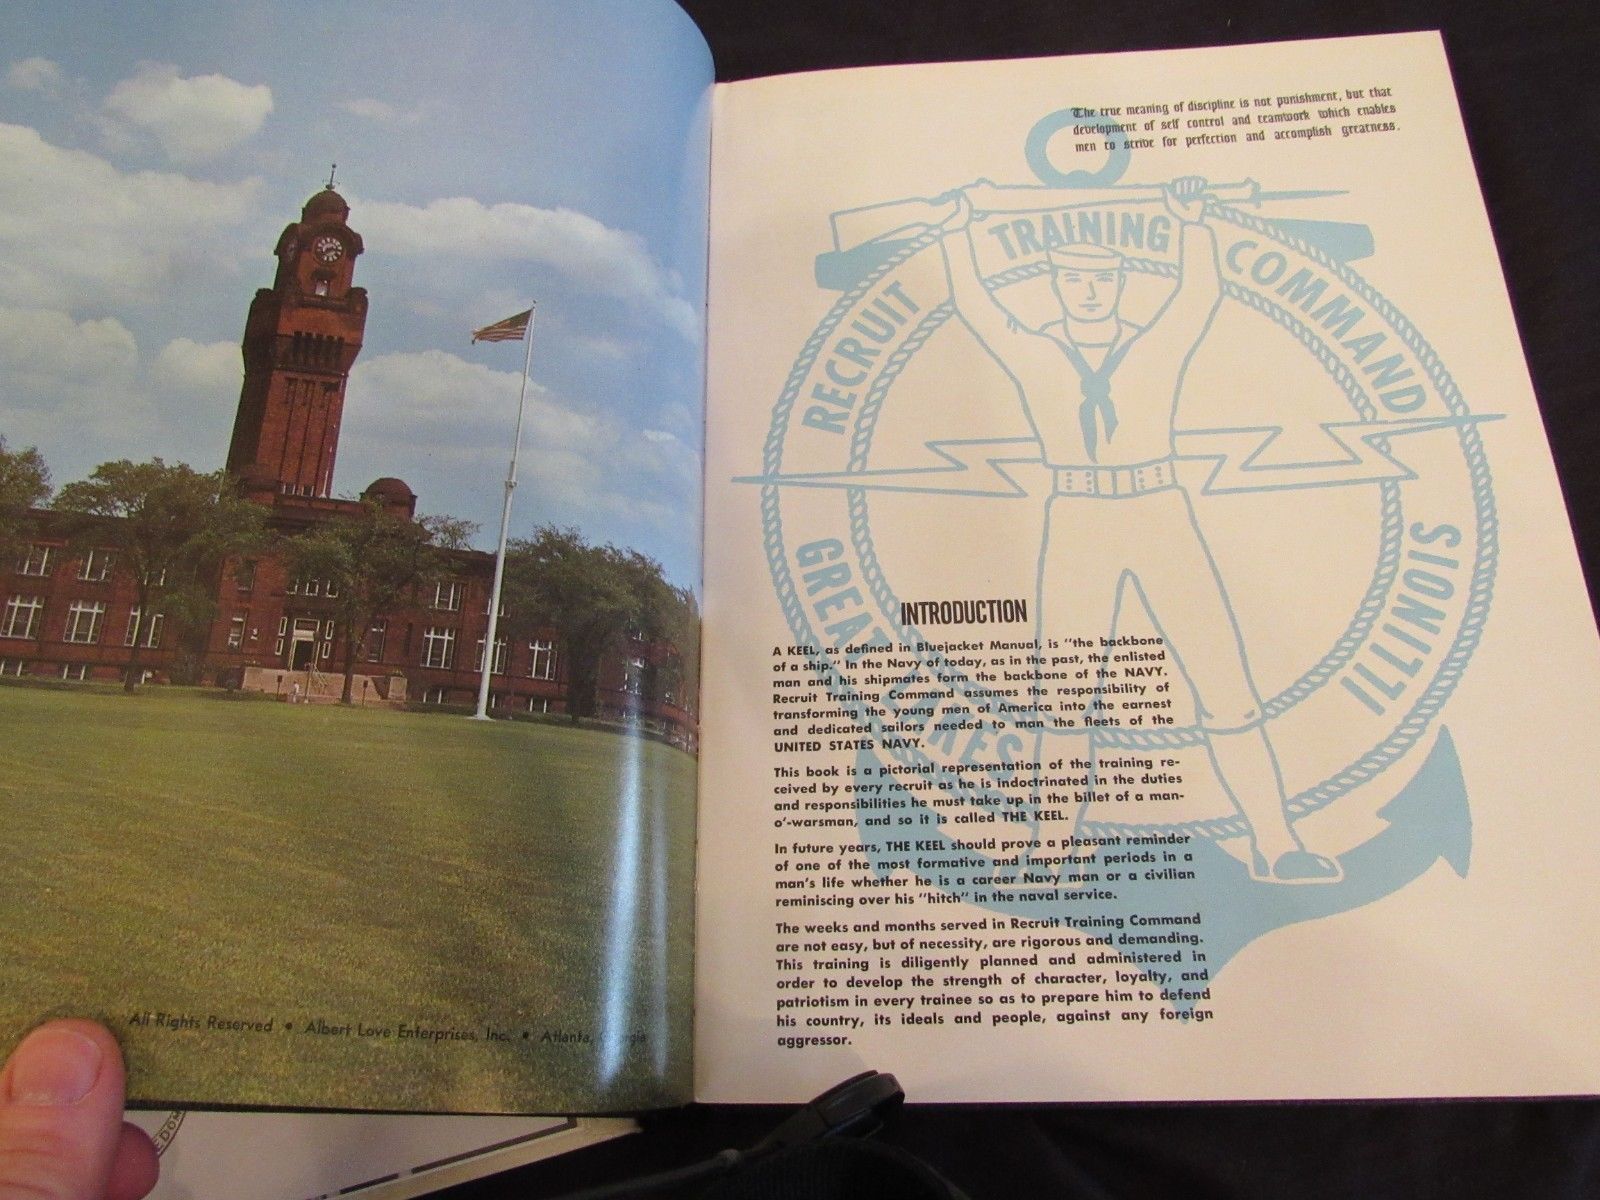 All Rights Reserved • Albert Love Enterprises, Inc. • Atlanta,
The true meaning of discipline is not punishment, but that
development of self control and teamwork which enables
men to strive for perfection and accomplish greatness.
RECRUIT TRAINING COMMAND
GREAT LAKES ILLINOIS
INTRODUCTION
A KEEL, as defined in Bluejacket Manual, is "the backbone
of a ship." In the Navy of today, as in the past, the enlisted
man and his shipmates form the backbone of the NAVY.
Recruit Training Command assumes the responsibility of
transforming the young men of America into the earnest
and dedicated sailors needed to man the fleets of the
UNITED STATES NAVY.
This book is a pictorial representation of the training re-
ceived by every recruit as he is indoctrinated in the duties
and responsibilities he must take up in the billet of a man-
o'-warsman, and so it is called THE KEEL.
In future years, THE KEEL should prove a pleasant reminder
of one of the most formative and important periods in a
man's life whether he is a career Navy man or a civilian
reminiscing over his "hitch" in the naval service.
The weeks and months served in Recruit Training Command
are not easy, but of necessity, are rigorous and demanding.
This training is diligently planned and administered in
order to develop the strength of character, loyalty, and
patriotism in every trainee so as to prepare him to defend
his country, its ideals and people, against any foreign
aggressor.